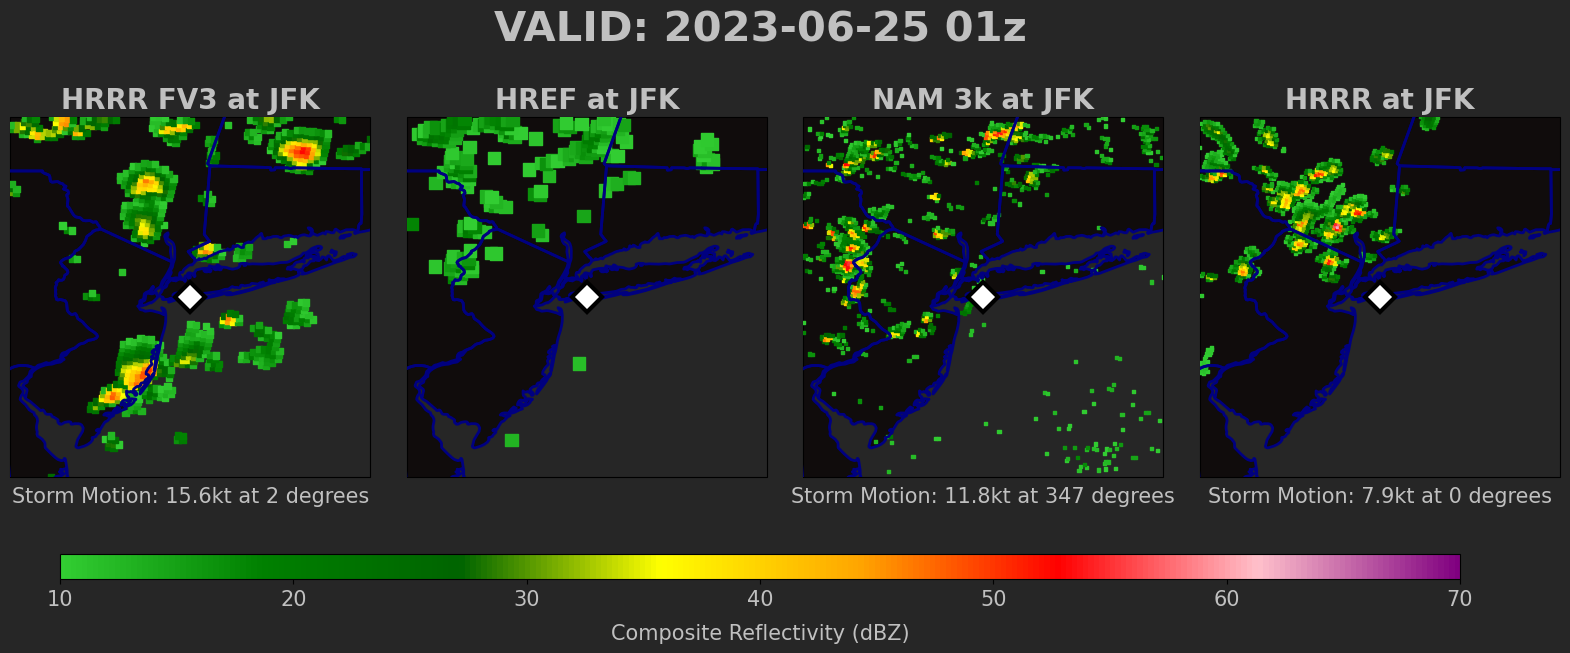 VALID: 2023-06-25 01z
HRRR FV3 at JFK
HREF at JFK
NAM 3k at JFK
HRRR at JFK
Storm Motion: 15.6kt at 2 degrees
Storm Motion: 11.8kt at 347 degrees
Storm Motion: 7.9kt at 0 degrees
10 20 30 40 50 60 70
Composite Reflectivity (dBZ)